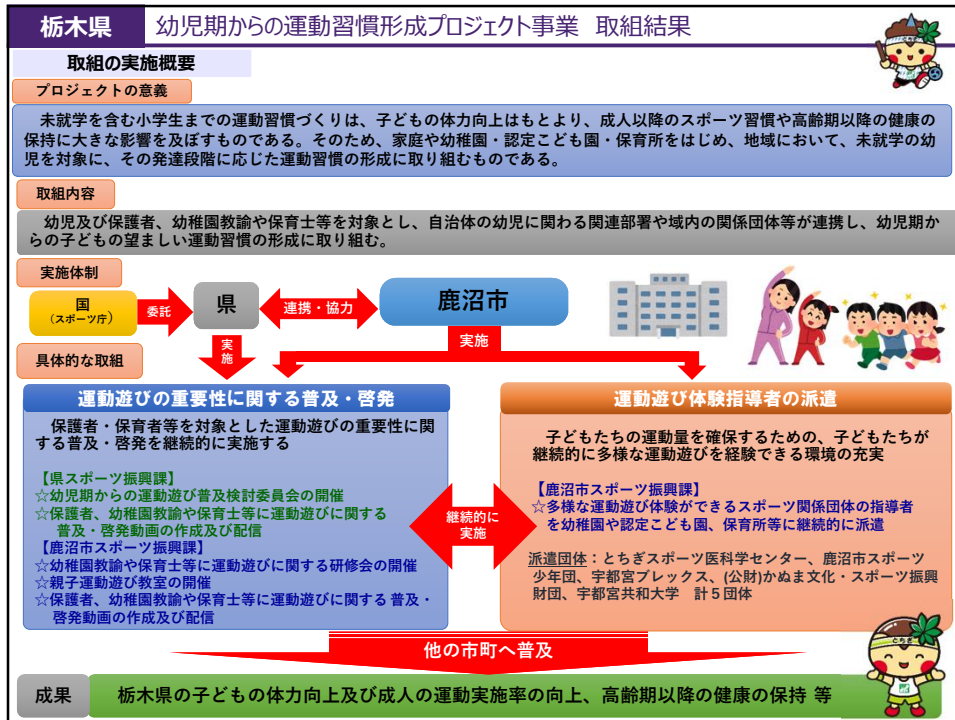 栃木県
幼児期からの運動習慣形成プロジェクト事業 取組結果
とちぎ
取組の実施概要
プロジェクトの意義
未就学を含む小学生までの運動習慣づくりは、子どもの体力向上はもとより、成人以降のスポーツ習慣や高齢期以降の健康の
保持に大きな影響を及ぼすものである。そのため、家庭や幼稚園・認定こども園・保育所をはじめ、地域において、未就学の幼
児を対象に、その発達段階に応じた運動習慣の形成に取り組むものである。
取組内容
幼児及び保護者、幼稚園教諭や保育士等を対象とし、自治体の幼児に関わる関連部署や域内の関係団体等が連携し、幼児期か
らの子どもの望ましい運動習慣の形成に取り組む。
実施体制
国
(スポーツ庁)
委託
県
連携・協力
鹿沼市
実
施
実施
具体的な取組
運動遊びの重要性に関する普及・啓発
保護者・保育者等を対象とした運動遊びの重要性に関
する普及・啓発を継続的に実施する
【県スポーツ振興課】
☆幼児期からの運動遊び普及検討委員会の開催
☆保護者、幼稚園教諭や保育士等に運動遊びに関する
普及・啓発動画の作成及び配信
【鹿沼市スポーツ振興課】
☆幼稚園教諭や保育士等に運動遊びに関する研修会の開催
☆親子運動遊び教室の開催
☆保護者、幼稚園教諭や保育士等に運動遊びに関する普及・
啓発動画の作成及び配信
継続的に
実施
運動遊び体験指導者の派遣
子どもたちの運動量を確保するための、子どもたちが
継続的に多様な運動遊びを経験できる環境の充実
【鹿沼市スポーツ振興課】
☆多様な運動遊び体験ができるスポーツ関係団体の指導者
を幼稚園や認定こども園、保育所等に継続的に派遣
派遣団体：とちぎスポーツ医科学センター、鹿沼市スポーツ
少年団、宇都宮ブレックス、(公財)かぬま文化・スポーツ振興
財団、宇都宮共和大学 計５団体
他の市町へ普及
とちぎ
成果
栃木県の子どもの体力向上及び成人の運動実施率の向上、高齢期以降の健康の保持 等